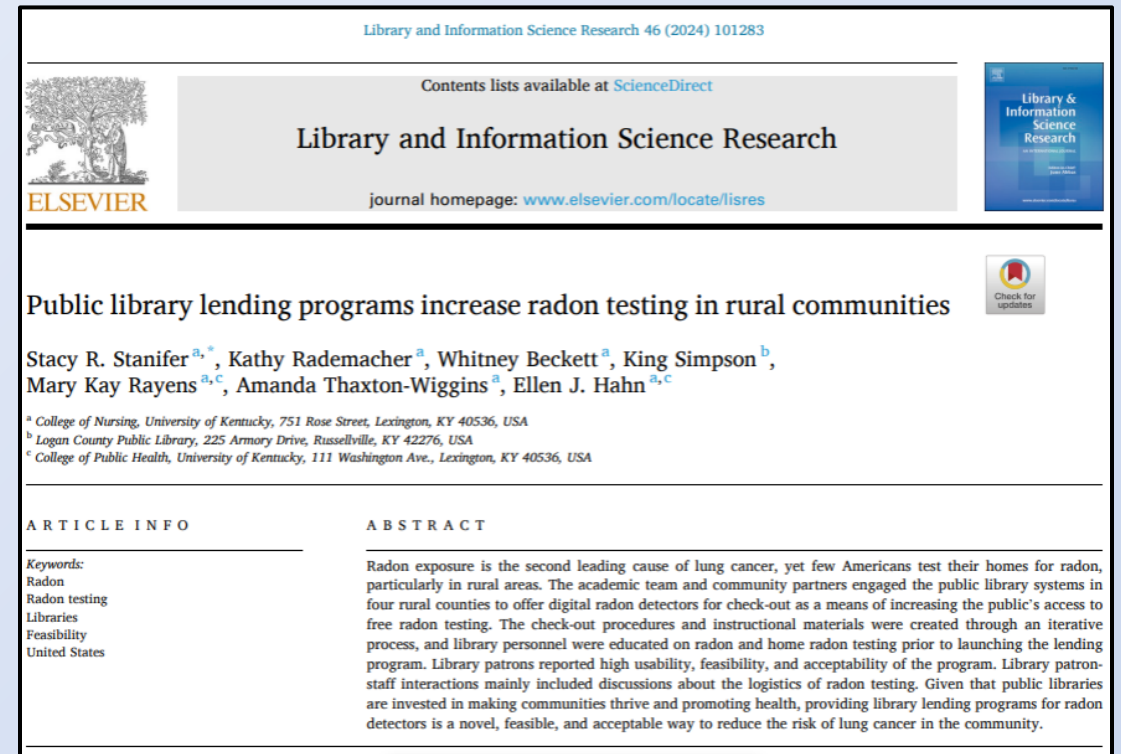 Library and Information Science Research 46 (2024) 101283
Contents lists available at ScienceDirect
Library and Information Science Research
journal homepage: www.elsevier.com/locate/lisres
ELSEVIER
Library &
Information
Science
Research
Check for
updates
Public library lending programs increase radon testing in rural communities
Stacy R. Stanifer a,*, Kathy Rademacher a, Whitney Beckett a, King Simpson b,
Mary Kay Rayens a,c, Amanda Thaxton-Wiggins a, Ellen J. Hahn a,c
a College of Nursing, University of Kentucky, 751 Rose Street, Lexington, KY 40536, USA
b Logan County Public Library, 225 Armory Drive, Russellville, KY 42276, USA
c College of Public Health, University of Kentucky, 111 Washington Ave., Lexington, KY 40536, USA
ARTICLE INFO
Keywords:
Radon
Radon testing
Libraries
Feasibility
United States
ABSTRACT
Radon exposure is the second leading cause of lung cancer, yet few Americans test their homes for radon,
particularly in rural areas. The academic team and community partners engaged the public library systems in
four rural counties to offer digital radon detectors for check-out as a means of increasing the public's access to
free radon testing. The check-out procedures and instructional materials were created through an iterative
process, and library personnel were educated on radon and home radon testing prior to launching the lending
program. Library patrons reported high usability, feasibility, and acceptability of the program. Library patron-
staff interactions mainly included discussions about the logistics of radon testing. Given that public libraries
are invested in making communities thrive and promoting health, providing library lending programs for radon
detectors is a novel, feasible, and acceptable way to reduce the risk of lung cancer in the community.